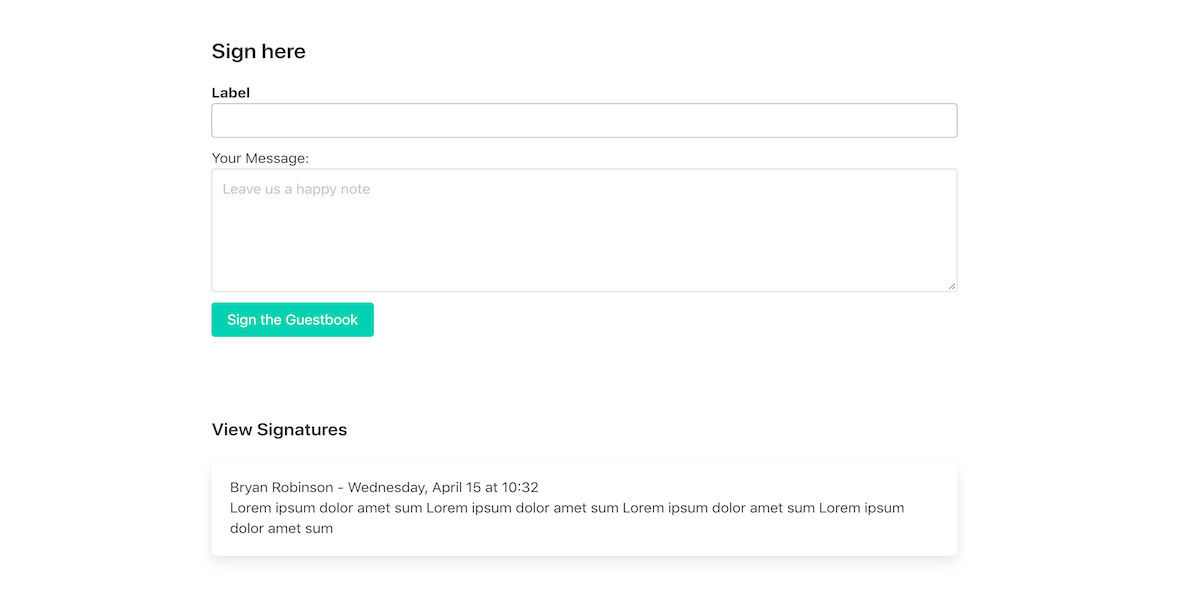 Sign here
Label
Your Message:
Leave us a happy note
Sign the Guestbook
View Signatures
Bryan Robinson - Wednesday, April 15 at 10:32
Lorem ipsum dolor amet sum Lorem ipsum dolor amet sum Lorem ipsum dolor amet sum Lorem ipsum
dolor amet sum